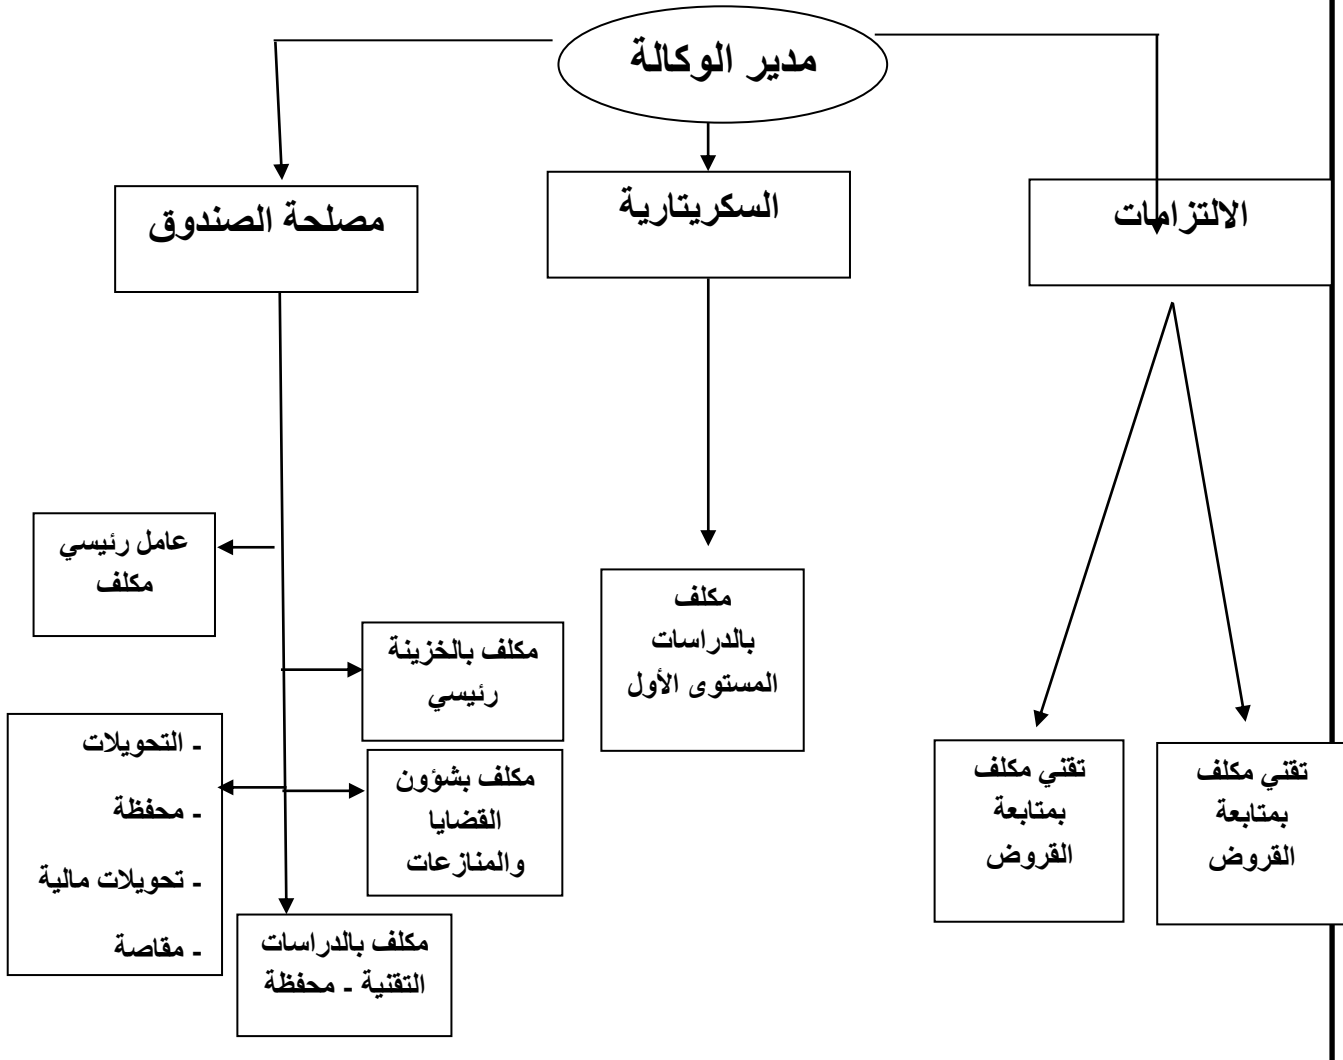 مدير الوكالة
الالتزامات
السكريتارية
مصلحة الصندوق
عامل رئيسي
مكلف
مكلف بالخزينة
رئيسي
مكلف
بالدراسات
المستوى الأول
تقني مكلف
بمتابعة
القروض
تقني مكلف
بمتابعة
القروض
مكلف بشؤون
القضايا
والمنازعات
- التحويلات
- محفظة
- تحويلات مالية
- مقاصة
مكلف بالدراسات
التقنية - محفظة